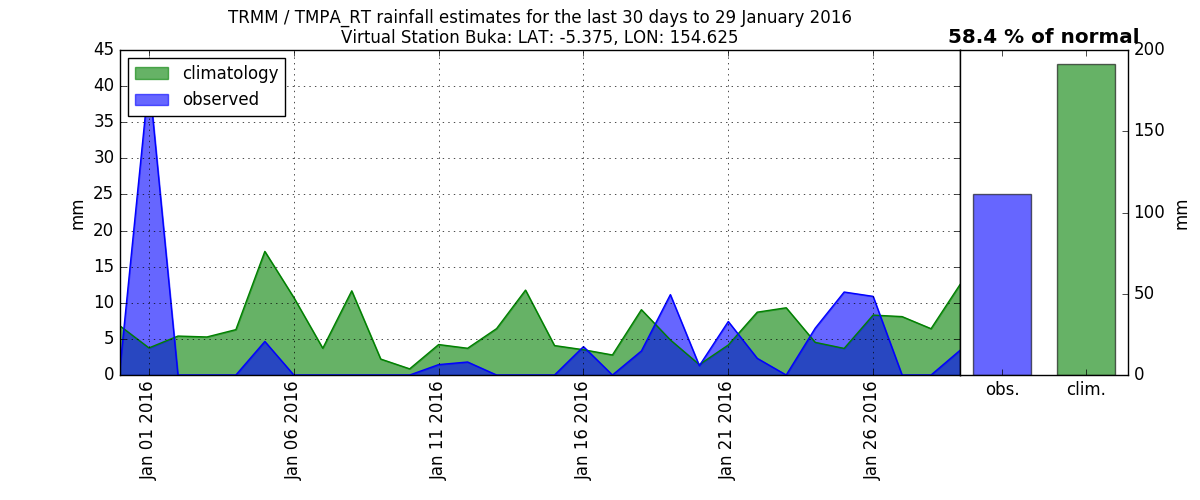 TRMM / TMPA_RT rainfall estimates for the last 30 days to 29 January 2016
Virtual Station Buka: LAT: -5.375, LON: 154.625
58.4 % of normal
climatology
observed
45
40
35
30
25
20
15
10
5
0
mm
Jan 01 2016
Jan 06 2016
Jan 11 2016
Jan 16 2016
Jan 21 2016
Jan 26 2016
200
150
100
50
0
mm
obs.
clim.